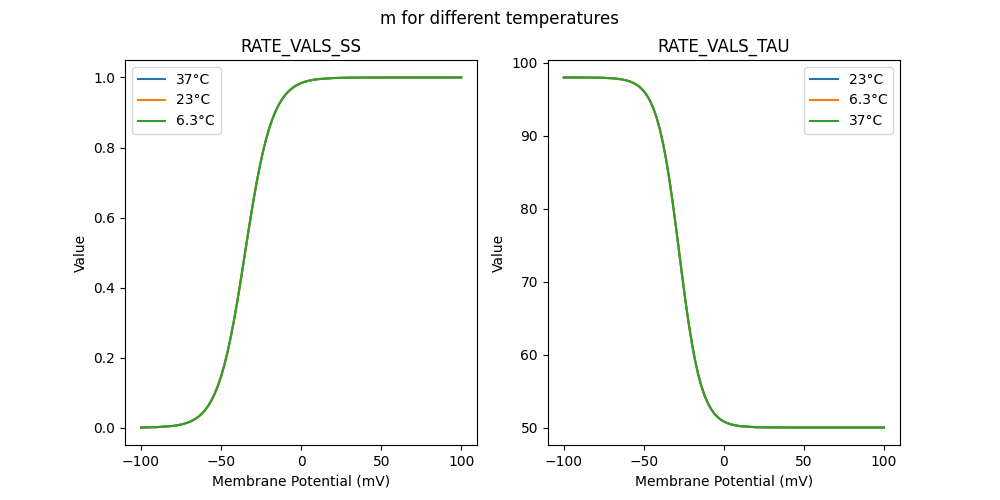 m for different temperatures
RATE_VALS_SS
1.0
0.8
0.6
0.4
0.2
0.0
Value
37°C
23°C
6.3°C
−100
−50
0
50
100
Membrane Potential (mV)
RATE_VALS_TAU
100
90
80
70
60
50
Value
23°C
6.3°C
37°C
−100
−50
0
50
100
Membrane Potential (mV)